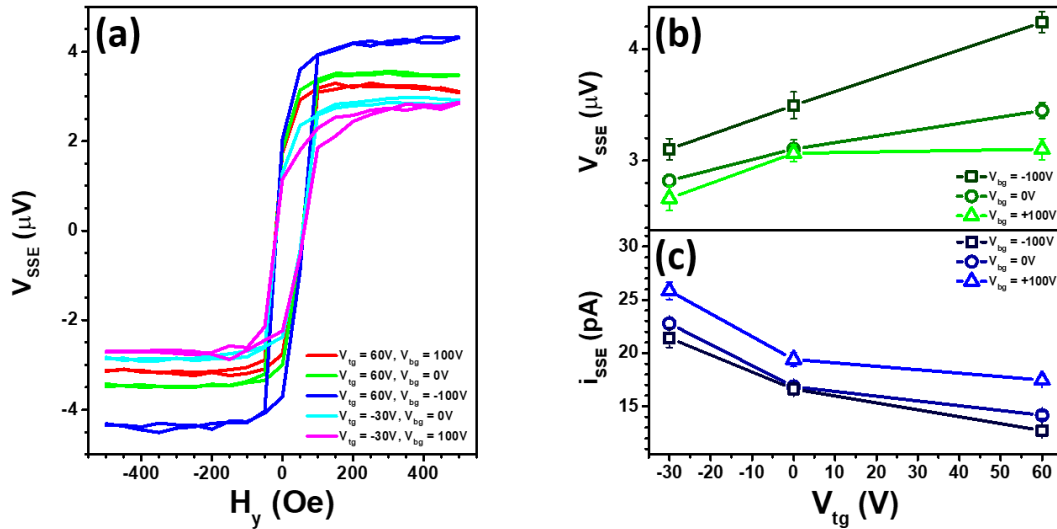 (a)
4
2
0
-2
-4
V_SSE (μV)
V_tg = 60V, V_bg = 100V
V_tg = 60V, V_bg = 0V
V_tg = 60V, V_bg = -100V
V_tg = -30V, V_bg = 0V
V_tg = -30V, V_bg = 100V
-400 -200 0 200 400
H_y (Oe)
(b)
4
3
V_SSE (μV)
V_bg = -100V
V_bg = 0V
V_bg = +100V
(c)
30
25
20
15
i_SSE (pA)
V_bg = -100V
V_bg = 0V
V_bg = +100V
-30 -20 -10 0 10 20 30 40 50 60
V_tg (V)